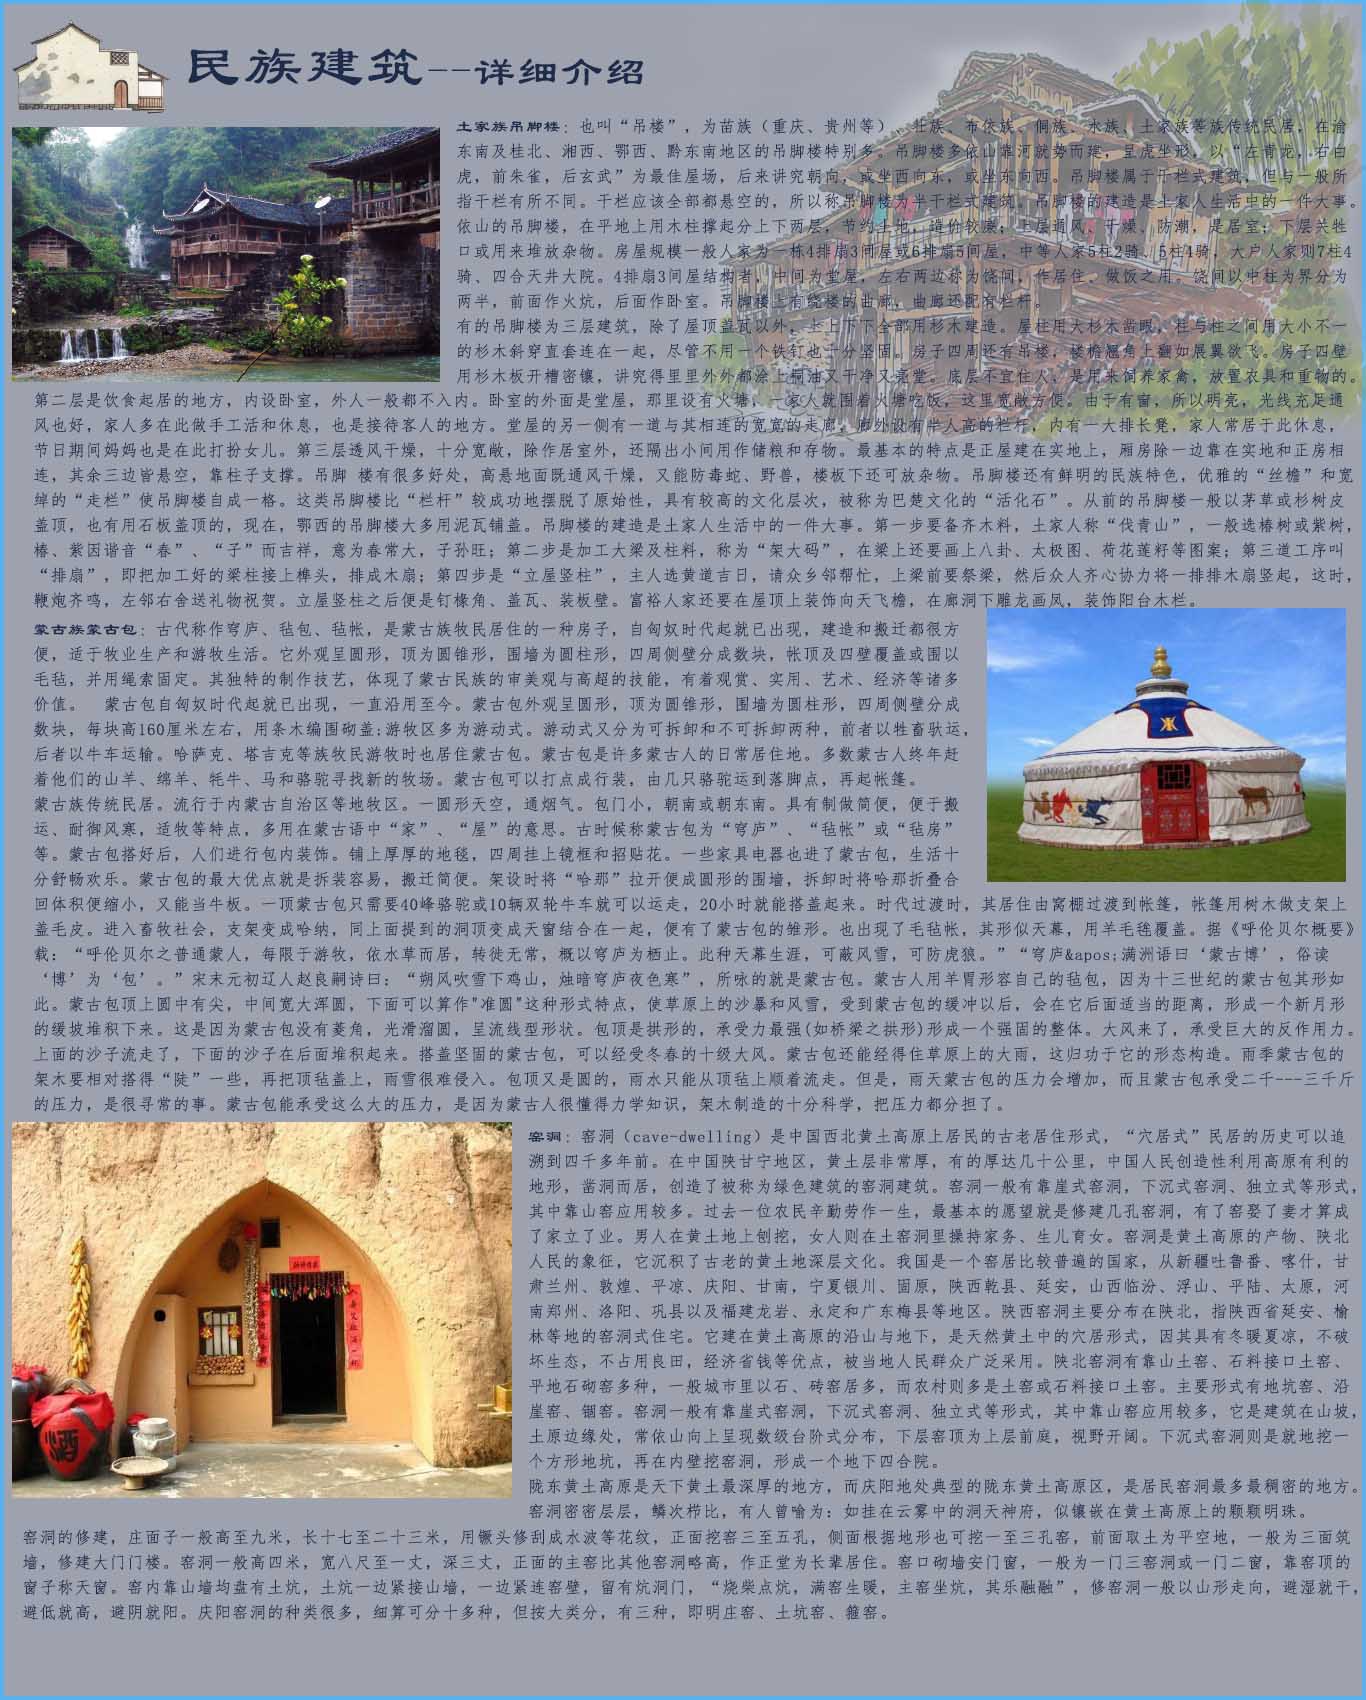 民族建筑--详细介绍
土家族吊脚楼：也叫“吊楼”，为苗族（重庆、贵州等）、壮族、布依族、侗族、水族、土家族等族传统民居，在渝
东南及桂北、湘西、鄂西、黔东南地区的吊脚楼特别多。吊脚楼多依山靠河就势而建，呈虎坐形，以“左青龙，右白
虎，前朱雀，后玄武”为最佳屋场，后来讲究朝向，或坐西向东，或坐东向西。吊脚楼属于干栏式建筑，但与一般所
指干栏有所不同。干栏应该全部都悬空的，所以称吊脚楼为半干栏式建筑。吊脚楼的建造是土家人生活中的一件大事。
依山的吊脚楼，在平地上用木柱撑起分上下两层，节约土地，造价较廉；上层通风、干燥、防潮，是居室；下层关牲
口或用来堆放杂物。房屋规模一般人家为一栋4排扇3间屋或6排扇5间屋，中等人家5柱2骑、5柱4骑，大户人家则7柱4
骑、四合天井大院。4排扇3间屋结构者，中间为堂屋，左右两边称为饶间，作居住、做饭之用。饶间以中柱为界分为
两半，前面作火炕，后面作卧室。吊脚楼上有绕楼的曲廊，曲廊还配有栏杆。
有的吊脚楼为三层建筑，除了屋顶盖瓦以外，上上下下全部用杉木建造。屋柱用大杉木凿眼，柱与柱之间用大小不一
的杉木斜穿直套连在一起，尽管不用一个铁钉也十分坚固。房子四周还有吊楼，楼檐翘角上翻如展翼欲飞。房子四壁
用杉木板开槽密镶，讲究得里里外外都涂上桐油又干净又亮堂。底层不宜住人，是用来饲养家禽，放置农具和重物的。
第二层是饮食起居的地方，内设卧室，外人一般都不入内。卧室的外面是堂屋，那里设有火塘，一家人就围着火塘吃饭，这里宽敞方便。由于有窗，所以明亮，光线充足通
风也好，家人多在此做手工活和休息，也是接待客人的地方。堂屋的另一侧有一道与其相连的宽宽的走廊，廊外设有半人高的栏杆，内有一大排长凳，家人常居于此休息，
节日期间妈妈也是在此打扮女儿。第三层透风干燥，十分宽敞，除作居室外，还隔出小间用作储粮和存物。最基本的特点是正屋建在实地上，厢房除一边靠在实地和正房相
连，其余三边皆悬空，靠柱子支撑。吊脚 楼有很多好处，高悬地面既通风干燥，又能防毒蛇、野兽，楼板下还可放杂物。吊脚楼还有鲜明的民族特色，优雅的“丝檐”和宽
绰的“走栏”使吊脚楼自成一格。这类吊脚楼比“栏杆”较成功地摆脱了原始性，具有较高的文化层次，被称为巴楚文化的“活化石”。从前的吊脚楼一般以茅草或杉树皮
盖顶，也有用石板盖顶的，现在，鄂西的吊脚楼大多用泥瓦铺盖。吊脚楼的建造是土家人生活中的一件大事。第一步要备齐木料，土家人称“伐青山”，一般选椿树或紫树，
椿、紫因谐音“春”、“子”而吉祥，意为春常大，子孙旺；第二步是加工大梁及柱料，称为“架大码”，在梁上还要画上八卦、太极图、荷花莲籽等图案；第三道工序叫
“排扇”，即把加工好的梁柱接上榫头，排成木扇；第四步是“立屋竖柱”，主人选黄道吉日，请众乡邻帮忙，上梁前要祭梁，然后众人齐心协力将一排排木扇竖起，这时，
鞭炮齐鸣，左邻右舍送礼物祝贺。立屋竖柱之后便是钉椽角、盖瓦、装板壁。富裕人家还要在屋顶上装饰向天飞檐，在廊洞下雕龙画凤，装饰阳台木栏。
蒙古族蒙古包：古代称作穹庐、毡包、毡帐，是蒙古族牧民居住的一种房子，自匈奴时代起就已出现，建造和搬迁都很方
便，适于牧业生产和游牧生活。它外观呈圆形，顶为圆锥形，围墙为圆柱形，四周侧壁分成数块，帐顶及四壁覆盖或围以
毛毡，并用绳索固定。其独特的制作技艺，体现了蒙古民族的审美观与高超的技能，有着观赏、实用、艺术、经济等诸多
价值。 蒙古包自匈奴时代起就已出现，一直沿用至今。蒙古包外观呈圆形，顶为圆锥形，围墙为圆柱形，四周侧壁分成
数块，每块高160厘米左右，用条木编围砌盖；游牧区多为游动式。游动式又分为可拆卸和不可拆卸两种，前者以牲畜驮运，
后者以牛车运输。哈萨克、塔吉克等族牧民游牧时也居住蒙古包。蒙古包是许多蒙古人的日常居住地。多数蒙古人终年赶
着他们的山羊、绵羊、牦牛、马和骆驼寻找新的牧场。蒙古包可以打点成行装，由几只骆驼运到落脚点，再起帐篷。
蒙古族传统民居。流行于内蒙古自治区等地牧区。一圆形天空，通烟气。包门小，朝南或朝东南。具有制做简便，便于搬
运、耐御风寒，适牧等特点，多用在蒙古语中“家”、“屋”的意思。古时候称蒙古包为“穹庐”、“毡帐”或“毡房”
等。蒙古包搭好后，人们进行包内装饰。铺上厚厚的地毯，四周挂上镜框和招贴花。一些家具电器也进了蒙古包，生活十
分舒畅欢乐。蒙古包的最大优点就是拆装容易，搬迁简便。架设时将“哈那”拉开便成圆形的围墙，拆卸时将哈那折叠合
回体积便缩小，又能当牛板。一顶蒙古包只需要40峰骆驼或10辆双轮牛车就可以运走，20小时就能搭盖起来。时代过渡时，其居住由窝棚过渡到帐篷，帐篷用树木做支架上
盖毛皮。进入畜牧社会，支架变成哈纳，同上面提到的洞顶变成天窗结合在一起，便有了蒙古包的雏形。也出现了毛毡帐，其形似天幕，用羊毛毯覆盖。据《呼伦贝尔概要》
载：“呼伦贝尔之普通蒙人，每限于游牧，依水草而居，转徙无常，概以穹庐为栖止。此种天幕生涯，可蔽风雪，可防虎狼。”“穹庐&apos;满洲语曰‘蒙古博’，俗读
‘博’为‘包’。”宋末元初辽人赵良嗣诗曰：“朔风吹雪下鸡山，烛暗穹庐夜色寒”，所咏的就是蒙古包。蒙古人用羊胃形容自己的毡包，因为十三世纪的蒙古包其形如
此。蒙古包顶上圆中有尖，中间宽大浑圆，下面可以算作"准圆"这种形式特点，使草原上的沙暴和风雪，受到蒙古包的缓冲以后，会在它后面适当的距离，形成一个新月形
的缓坡堆积下来。这是因为蒙古包没有菱角，光滑溜圆，呈流线型形状。包顶是拱形的，承受力最强(如桥梁之拱形)形成一个强固的整体。大风来了，承受巨大的反作用力。
上面的沙子流走了，下面的沙子在后面堆积起来。搭盖坚固的蒙古包，可以经受冬春的十级大风。蒙古包还能经得住草原上的大雨，这归功于它的形态构造。雨季蒙古包的
架木要相对搭得“陡”一些，再把顶毡盖上，雨雪很难侵入。包顶又是圆的，雨水只能从顶毡上顺着流走。但是，雨天蒙古包的压力会增加，而且蒙古包承受二千---三千斤
的压力，是很寻常的事。蒙古包能承受这么大的压力，是因为蒙古人很懂得力学知识，架木制造的十分科学，把压力都分担了。
窑洞：窑洞（cave-dwelling）是中国西北黄土高原上居民的古老居住形式，“穴居式”民居的历史可以追
溯到四千多年前。在中国陕甘宁地区，黄土层非常厚，有的厚达几十公里，中国人民创造性利用高原有利的
地形，凿洞而居，创造了被称为绿色建筑的窑洞建筑。窑洞一般有靠崖式窑洞，下沉式窑洞、独立式等形式，
其中靠山窑应用较多。过去一位农民辛勤劳作一生，最基本的愿望就是修建几孔窑洞，有了窑娶了妻才算成
了家立了业。男人在黄土地上刨挖，女人则在土窑洞里操持家务、生儿育女。窑洞是黄土高原的产物、陕北
人民的象征，它沉积了古老的黄土地深层文化。我国是一个窑居比较普遍的国家，从新疆吐鲁番、喀什，甘
肃兰州、敦煌、平凉、庆阳、甘南，宁夏银川、固原，陕西乾县、延安，山西临汾、浮山、平陆、太原，河
南郑州、洛阳、巩县以及福建龙岩、永定和广东梅县等地区。陕西窑洞主要分布在陕北，指陕西省延安、榆
林等地的窑洞式住宅。它建在黄土高原的沿山与地下，是天然黄土中的穴居形式，因其具有冬暖夏凉，不破
坏生态，不占用良田，经济省钱等优点，被当地人民群众广泛采用。陕北窑洞有靠山土窑、石料接口土窑、
平地石砌窑多种，一般城市里以石、砖窑居多，而农村则多是土窑或石料接口土窑。主要形式有地坑窑、沿
崖窑、锢窑。窑洞一般有靠崖式窑洞，下沉式窑洞、独立式等形式，其中靠山窑应用较多，它是建筑在山坡，
土原边缘处，常依山向上呈现数级台阶式分布，下层窑顶为上层前庭，视野开阔。下沉式窑洞则是就地挖一
个方形地坑，再在内壁挖窑洞，形成一个地下四合院。
陇东黄土高原是天下黄土最深厚的地方，而庆阳地处典型的陇东黄土高原区，是居民窑洞最多最稠密的地方。
窑洞密密层层，鳞次栉比，有人曾喻为：如挂在云雾中的洞天神府，似镶嵌在黄土高原上的颗颗明珠。
窑洞的修建，庄面子一般高至九米，长十七至二十三米，用镢头修刮成水波等花纹，正面挖窑三至五孔，侧面根据地形也可挖一至三孔窑，前面取土为平空地，一般为三面筑
墙，修建大门门楼。窑洞一般高四米，宽八尺至一丈，深三丈，正面的主窑比其他窑洞略高，作正堂为长辈居住。窑口砌墙安门窗，一般为一门三窑洞或一门二窗，靠窑顶的
窗子称天窗。窑内靠山墙均盘有土炕，土炕一边紧接山墙，一边紧连窑壁，留有炕洞门，“烧柴点炕，满窑生暖，主窑坐炕，其乐融融”，修窑洞一般以山形走向，避湿就干，
避低就高，避阴就阳。庆阳窑洞的种类很多，细算可分十多种，但按大类分，有三种，即明庄窑、土坑窑、箍窑。
酒